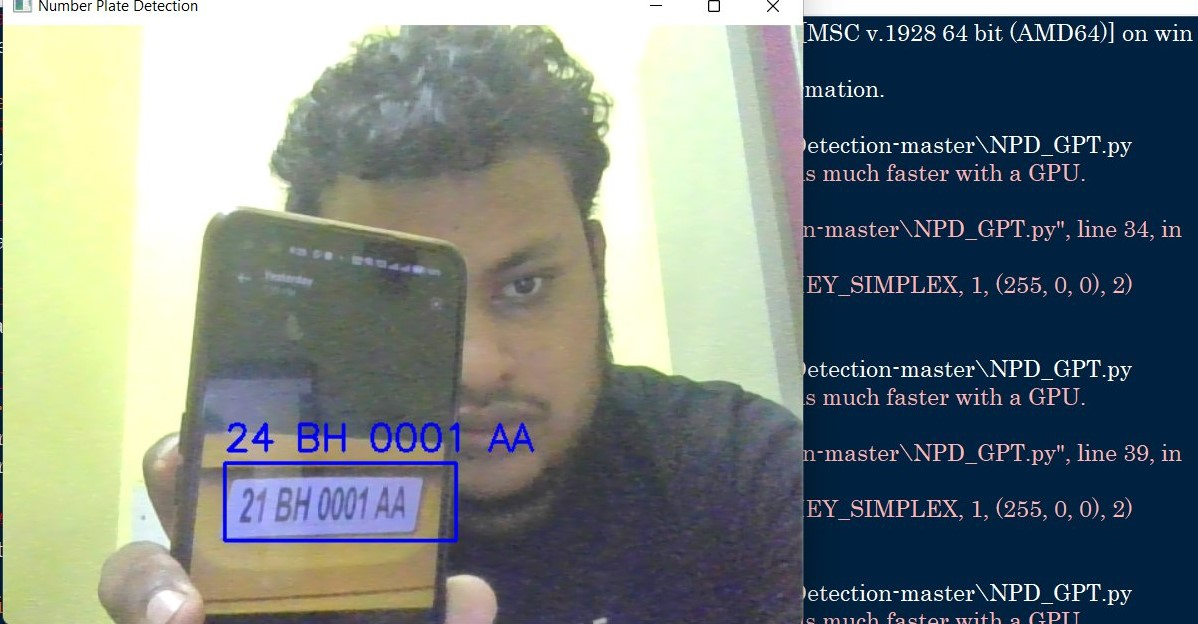 Number Plate Detection
Yesterday
24 BH 0001 AA
21 BH 0001 AA
[MSC v.1928 64 bit (AMD64)] on win
mation.
Detection-master\NPD_GPT.py
is much faster with a GPU.
n-master\NPD_GPT.py", line 34, in
EY_SIMPLEX, 1, (255, 0, 0), 2)
Detection-master\NPD_GPT.py
is much faster with a GPU.
n-master\NPD_GPT.py", line 39, in
EY_SIMPLEX, 1, (255, 0, 0), 2)
Detection-master\NPD_GPT.py
is much faster with a GPU.